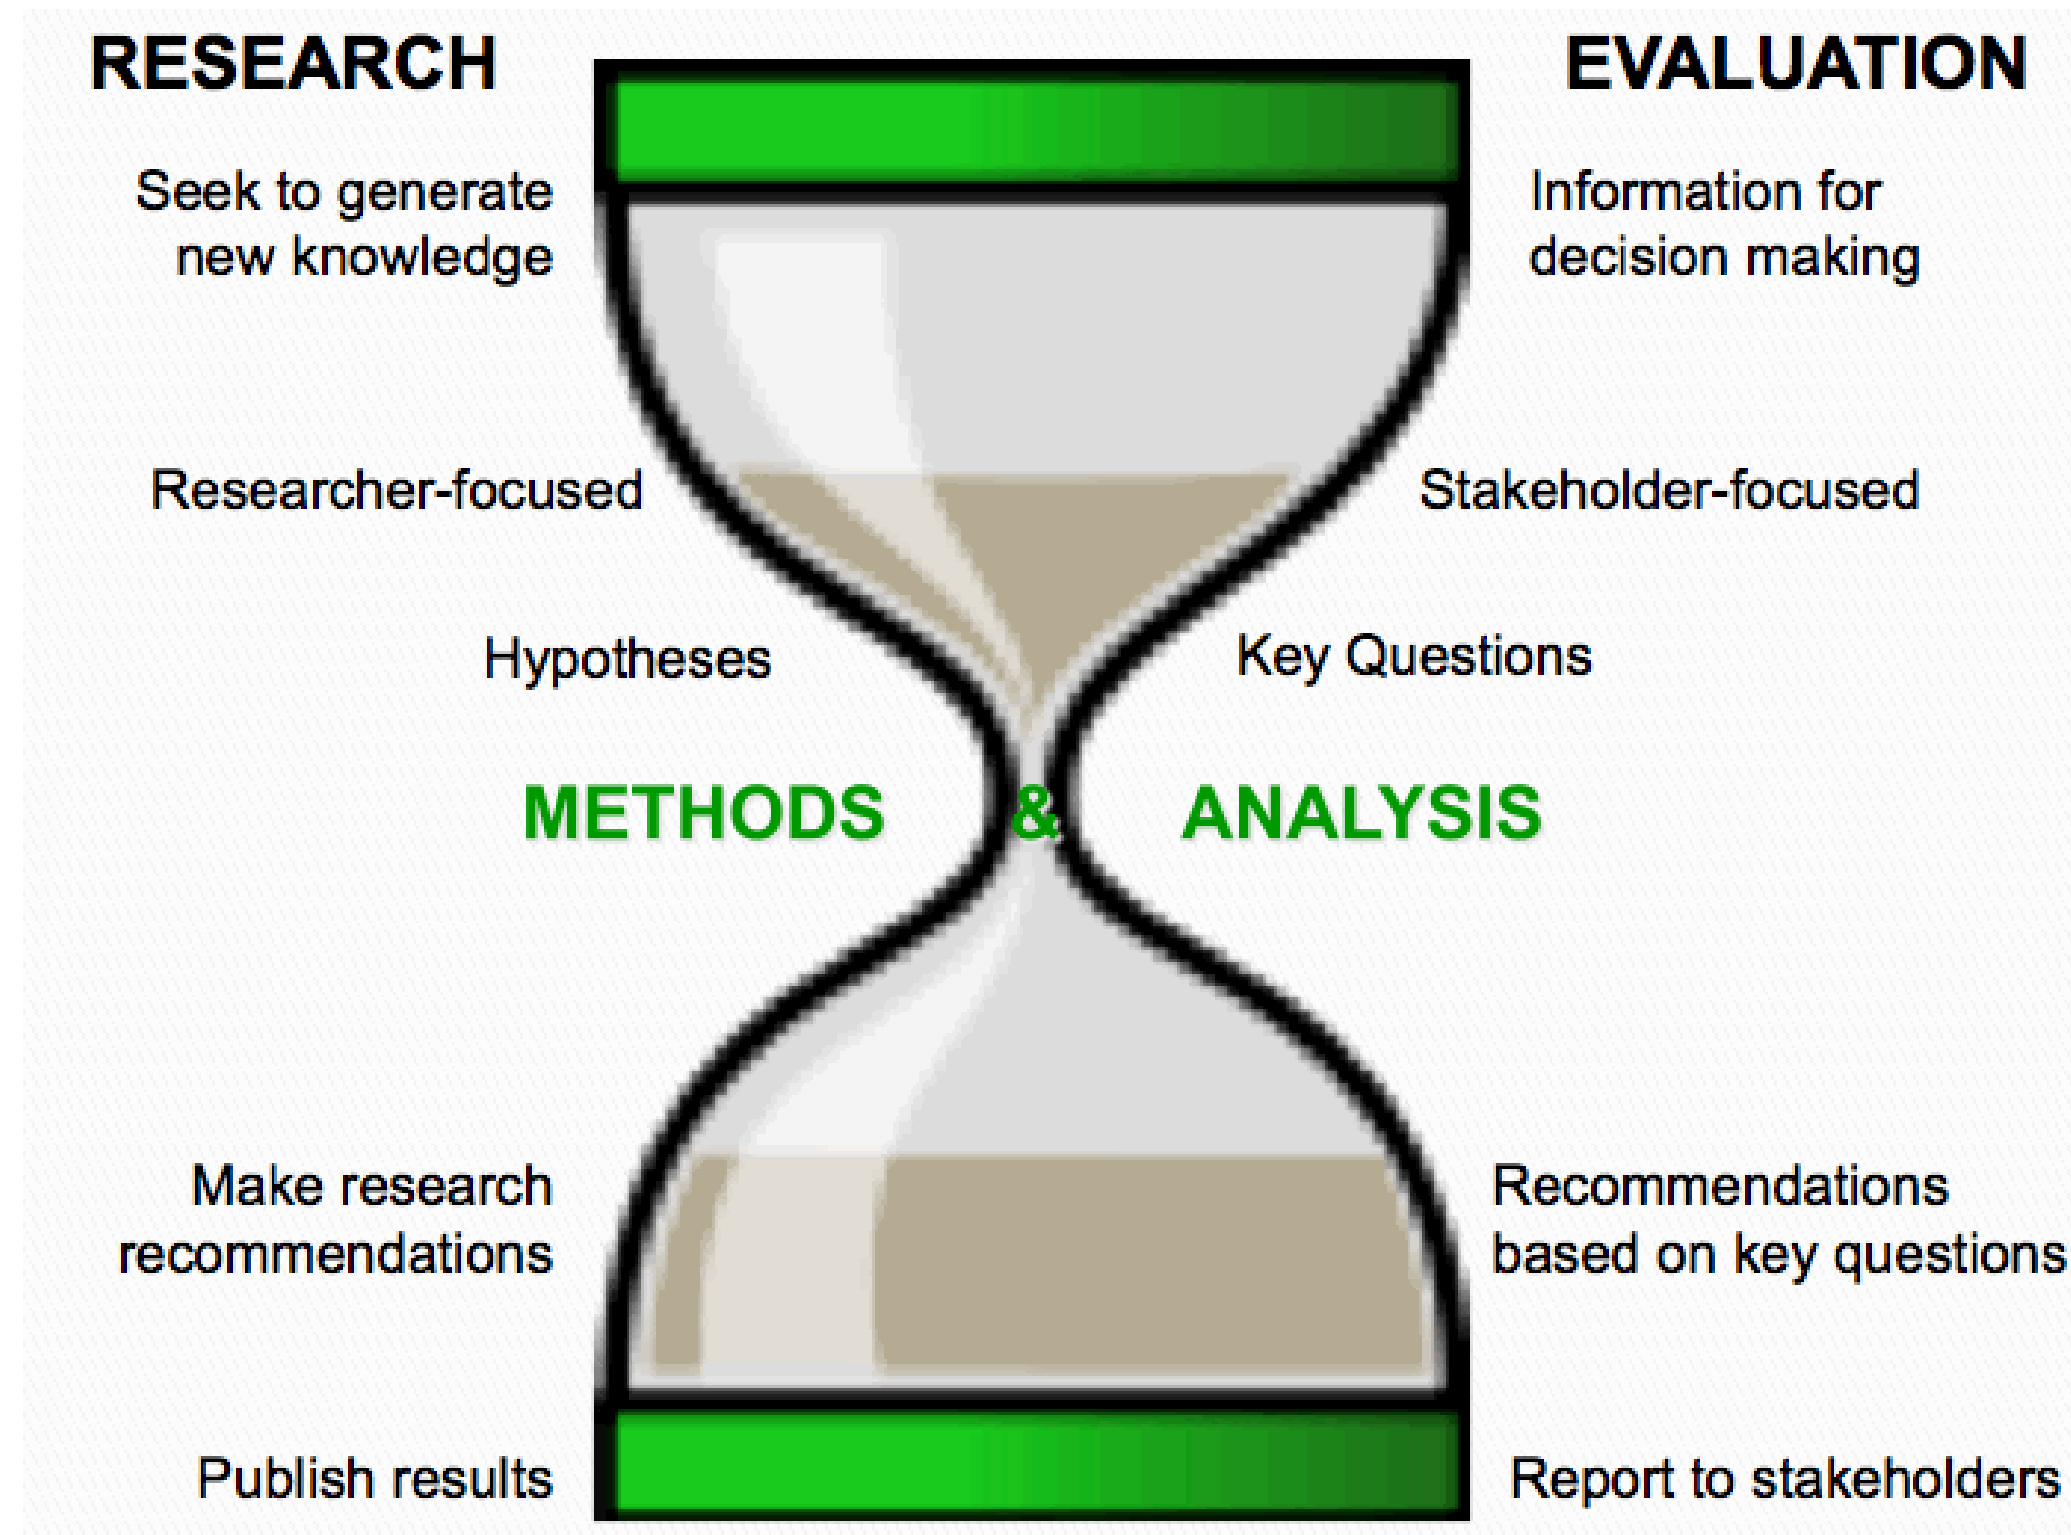 RESEARCH
EVALUATION
Seek to generate
new knowledge
Information for
decision making
Researcher-focused
Stakeholder-focused
Hypotheses
Key Questions
METHODS & ANALYSIS
Make research
recommendations
Recommendations
based on key questions
Publish results
Report to stakeholders